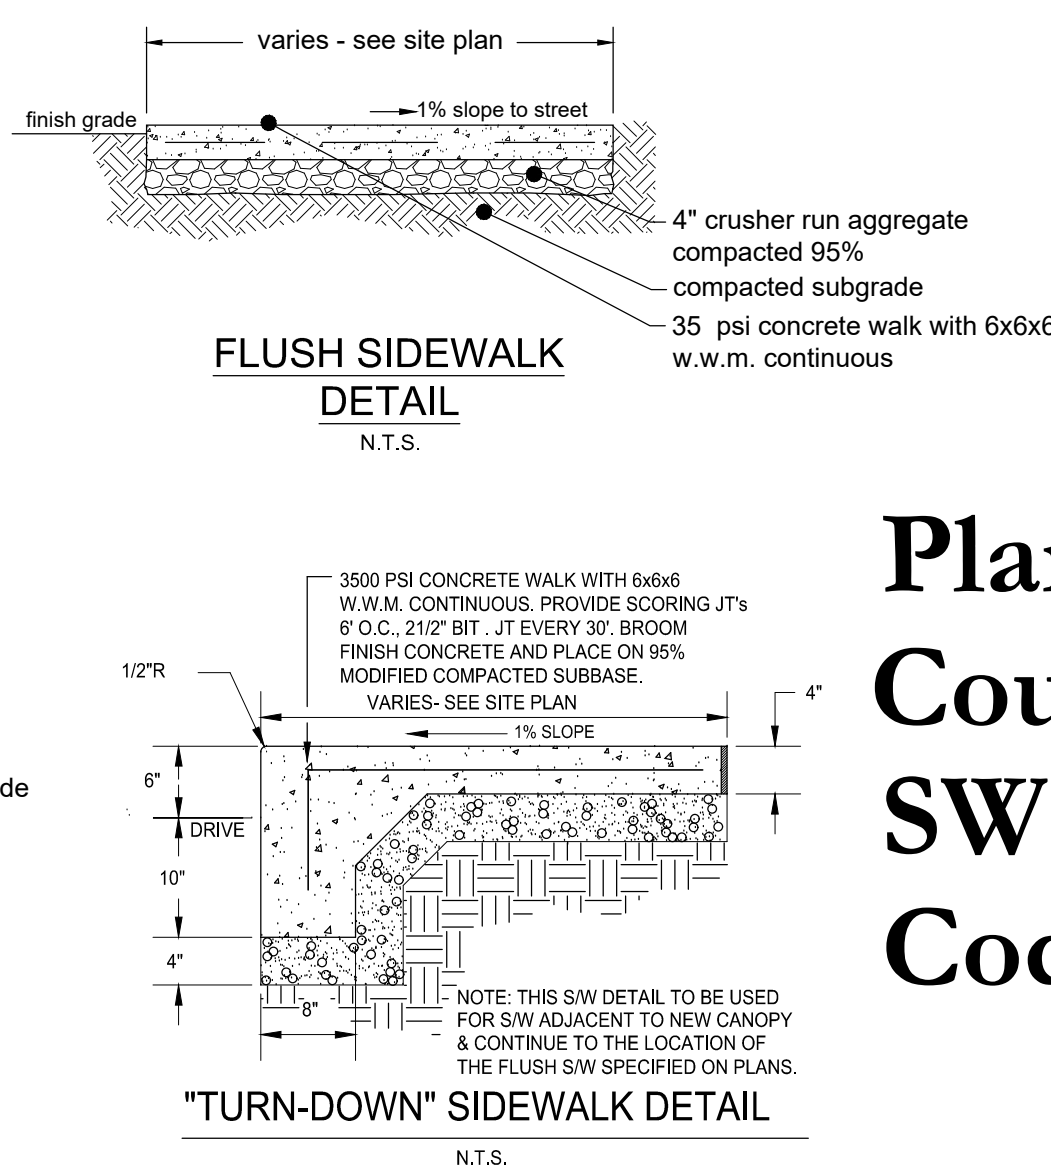 varies - see site plan
1% slope to street
finish grade
4" crusher run aggregate
compacted 95%
compacted subgrade
35 psi concrete walk with 6x6x6
w.w.m. continuous
FLUSH SIDEWALK
DETAIL
N.T.S.
3500 PSI CONCRETE WALK WITH 6x6x6
W.W.M. CONTINUOUS. PROVIDE SCORING JT's
6' O.C., 21/2" BIT . JT EVERY 30'. BROOM
FINISH CONCRETE AND PLACE ON 95%
MODIFIED COMPACTED SUBBASE.
1/2"R
VARIES- SEE SITE PLAN
4"
1% SLOPE
6"
DRIVE
10"
4"
8"
NOTE: THIS S/W DETAIL TO BE USED
FOR S/W ADJACENT TO NEW CANOPY
& CONTINUE TO THE LOCATION OF
THE FLUSH S/W SPECIFIED ON PLANS.
"TURN-DOWN" SIDEWALK DETAIL
N.T.S.
de
Plan
Cou
SW
Coc